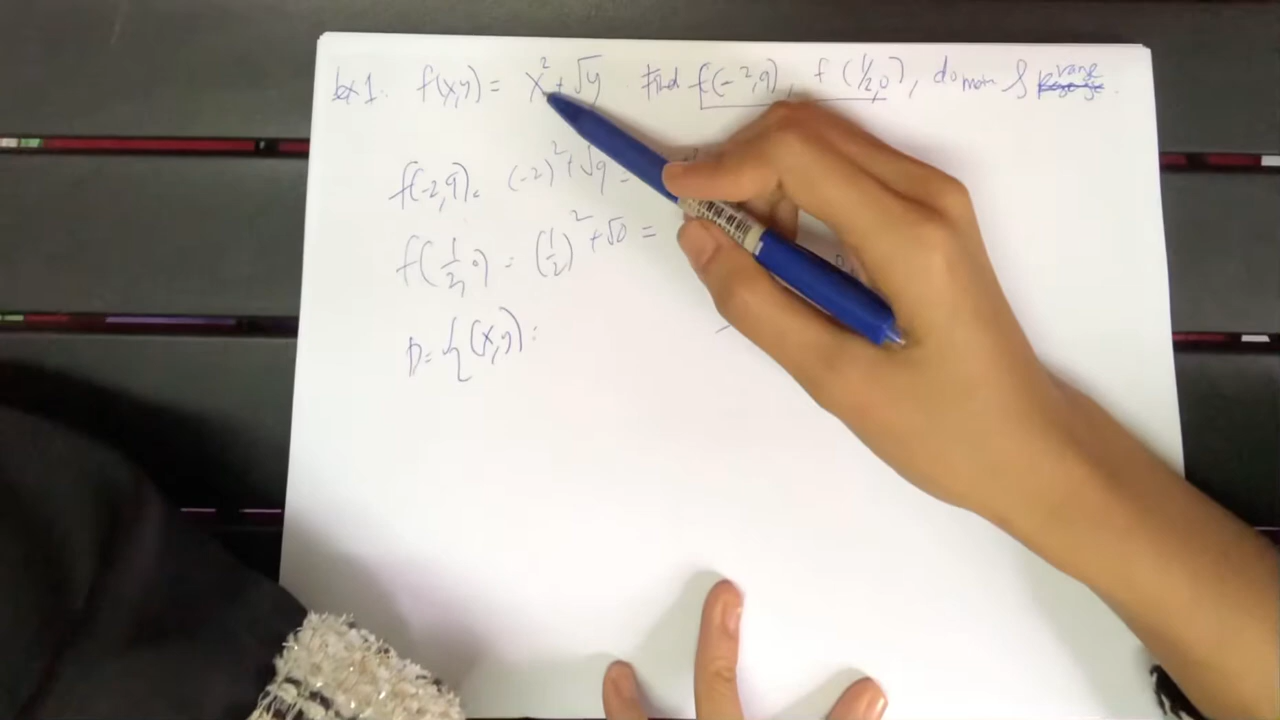 ex 1. f(x,y) = x² + √y Find f(-2,9), f(1/2,0), domain & range
f(-2,9) = (-2)² + √9 =
f(1/2,0) = (1/2)² + √0 =
D = {(x,y):